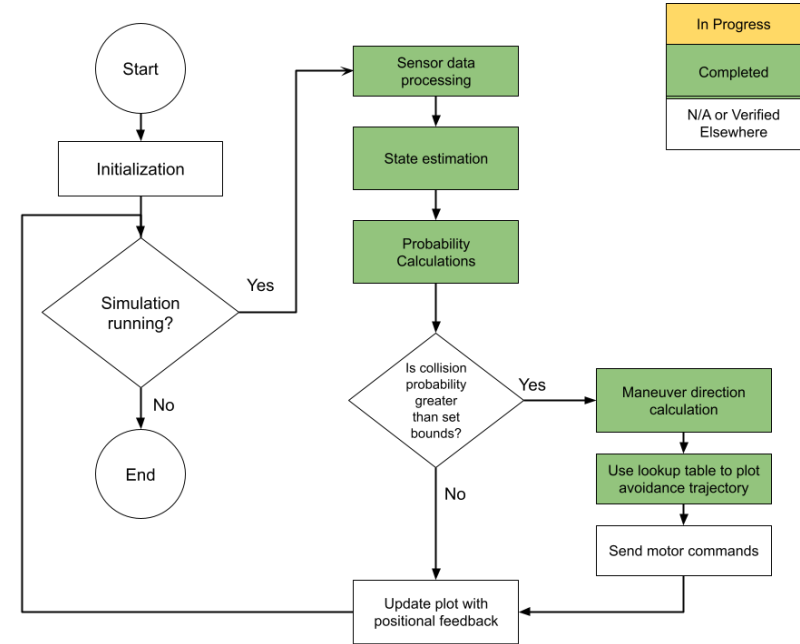 Start
Initialization
Simulation
running?
Yes
No
End
Sensor data
processing
State estimation
Probability
Calculations
Is collision
probability
greater
than set
bounds?
Yes
No
Maneuver direction
calculation
Use lookup table to plot
avoidance trajectory
Send motor commands
Update plot with
positional feedback
In Progress
Completed
N/A or Verified
Elsewhere